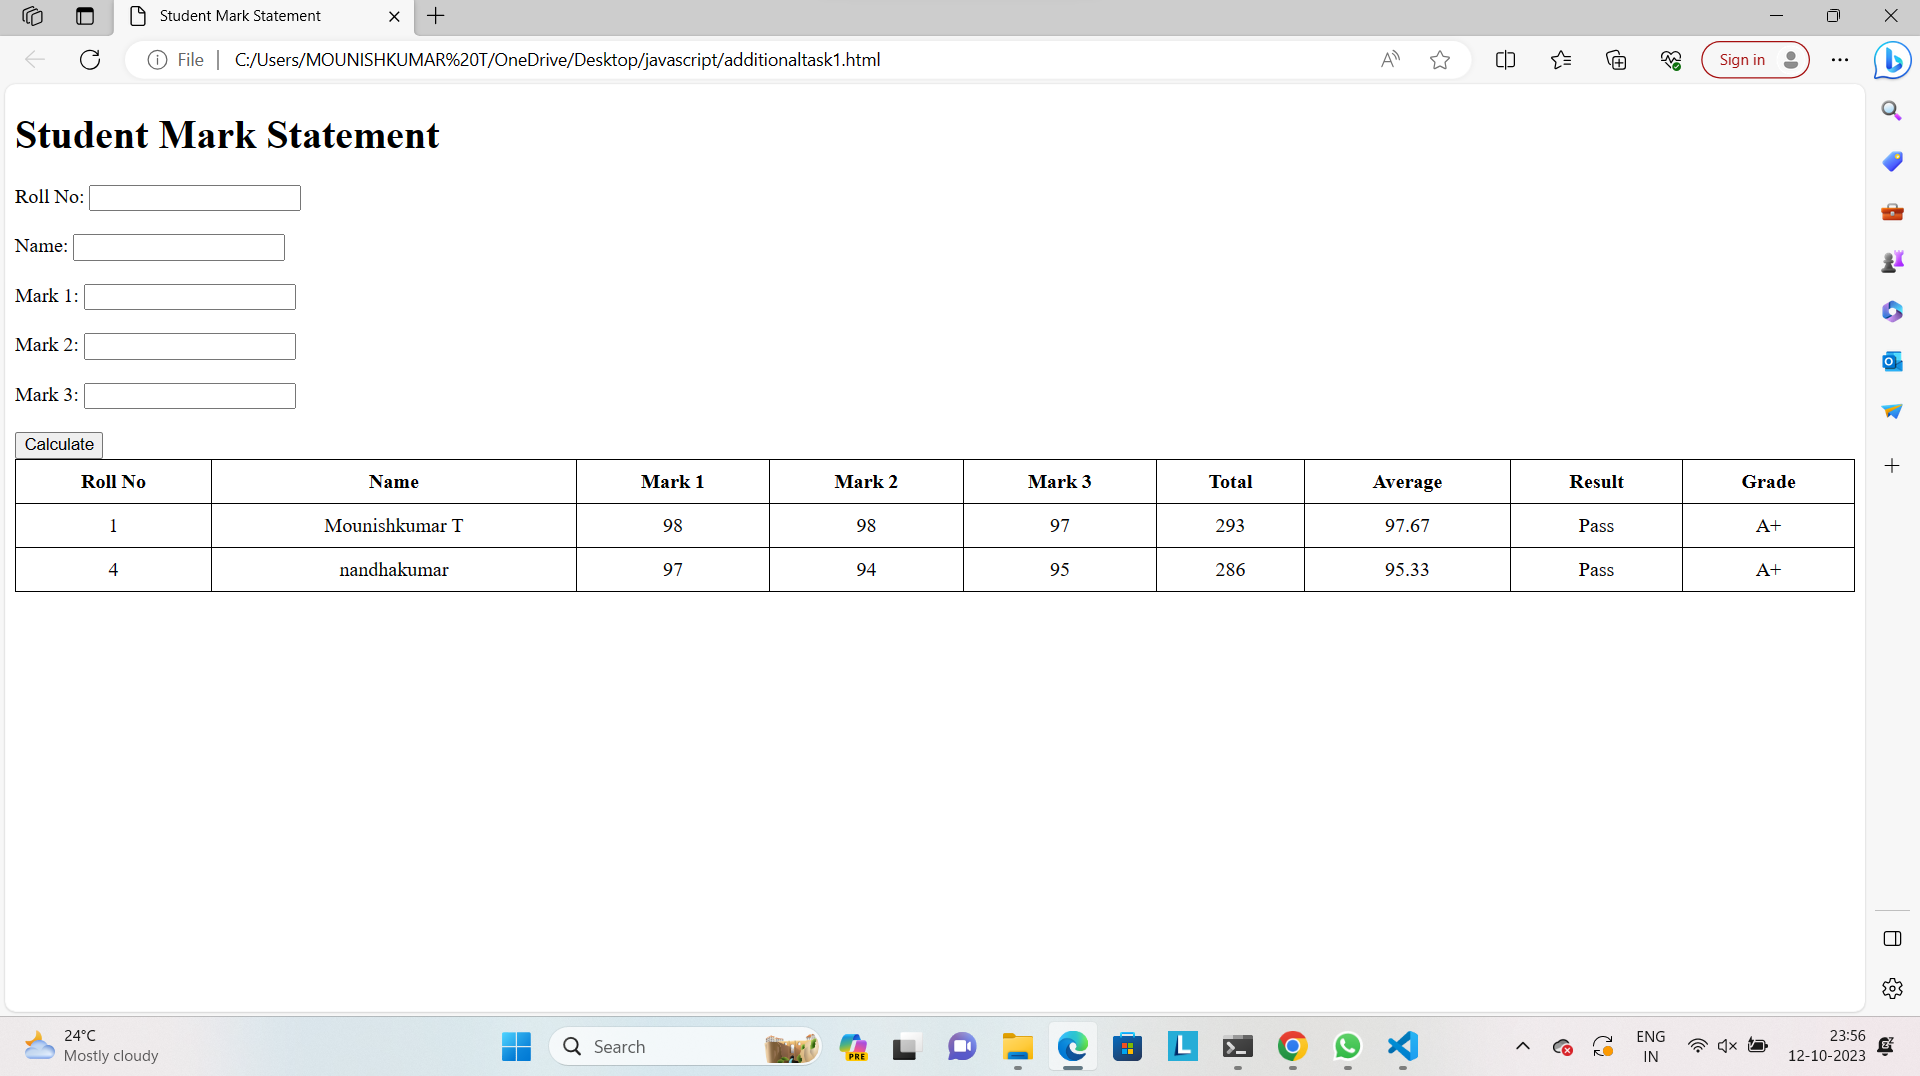 Student Mark Statement
File C:/Users/MOUNISHKUMAR%20T/OneDrive/Desktop/javascript/additionaltask1.html Sign in
Student Mark Statement
Roll No:
Name:
Mark 1:
Mark 2:
Mark 3:
Calculate
Roll No Name Mark 1 Mark 2 Mark 3 Total Average Result Grade
1 Mounishkumar T 98 98 97 293 97.67 Pass A+
4 nandhakumar 97 94 95 286 95.33 Pass A+
24°C
Mostly cloudy
Search
PRE
ENG
IN
23:56
12-10-2023